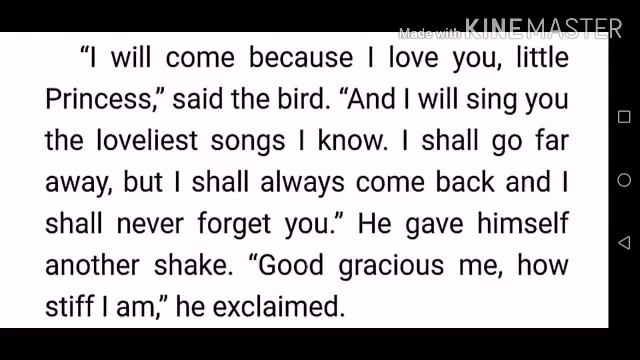 Made with KINEMASTER
“I will come because I love you, little
Princess,” said the bird. “And I will sing you
the loveliest songs I know. I shall go far
away, but I shall always come back and I
shall never forget you.” He gave himself
another shake. “Good gracious me, how
stiff I am,” he exclaimed.